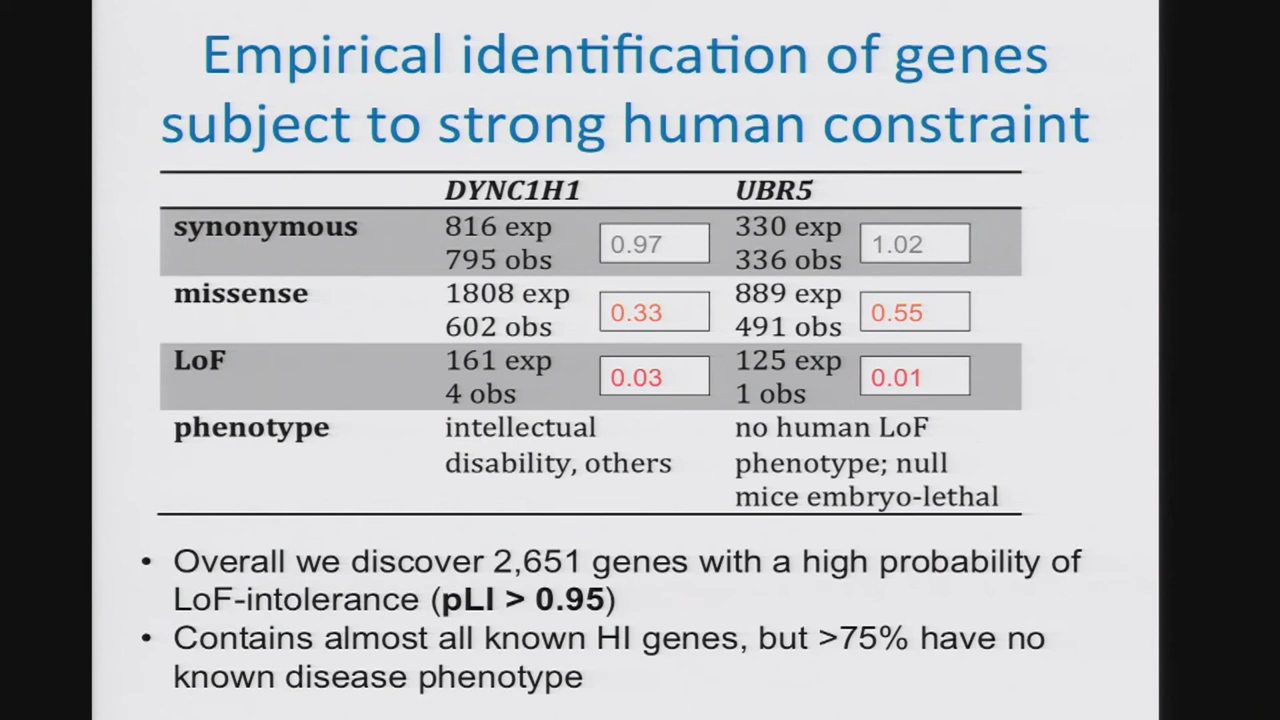 Empirical identification of genes
subject to strong human constraint
DYNC1H1 UBR5
synonymous 816 exp 0.97 330 exp 1.02
795 obs 336 obs
missense 1808 exp 0.33 889 exp 0.55
602 obs 491 obs
LoF 161 exp 0.03 125 exp 0.01
4 obs 1 obs
phenotype intellectual no human LoF
disability, others phenotype; null
mice embryo-lethal
• Overall we discover 2,651 genes with a high probability of
LoF-intolerance (pLI > 0.95)
• Contains almost all known HI genes, but >75% have no
known disease phenotype